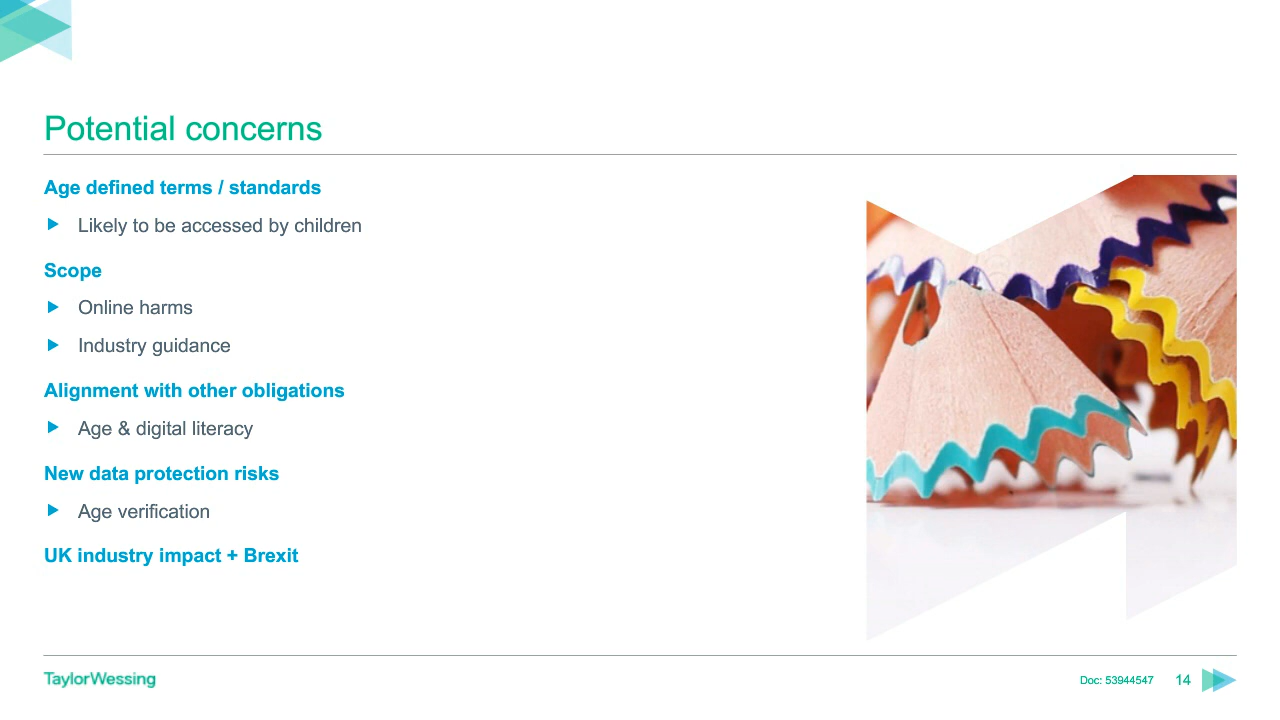 Potential concerns
Age defined terms / standards
Likely to be accessed by children
Scope
Online harms
Industry guidance
Alignment with other obligations
Age & digital literacy
New data protection risks
Age verification
UK industry impact + Brexit
TaylorWessing
Doc: 53944547 14